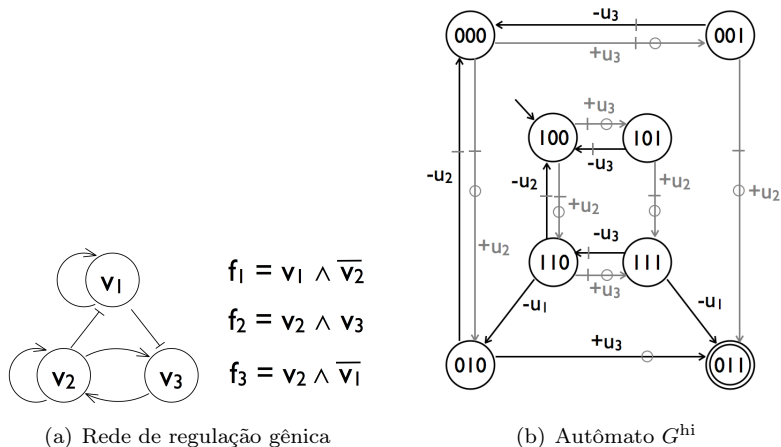 v₁
v₂
v₃
f₁ = v₁ ∧ v̅₂
f₂ = v₂ ∧ v₃
f₃ = v₂ ∧ v̅₁
(a) Rede de regulação gênica
000
-u₃
+u₃
001
+u₃
100
101
-u₃
-u₂
-u₂
+u₂
+u₂
+u₂
+u₂
-u₃
110
111
+u₃
-u₁
-u₁
010
+u₃
011
(b) Autômato Gʰⁱ